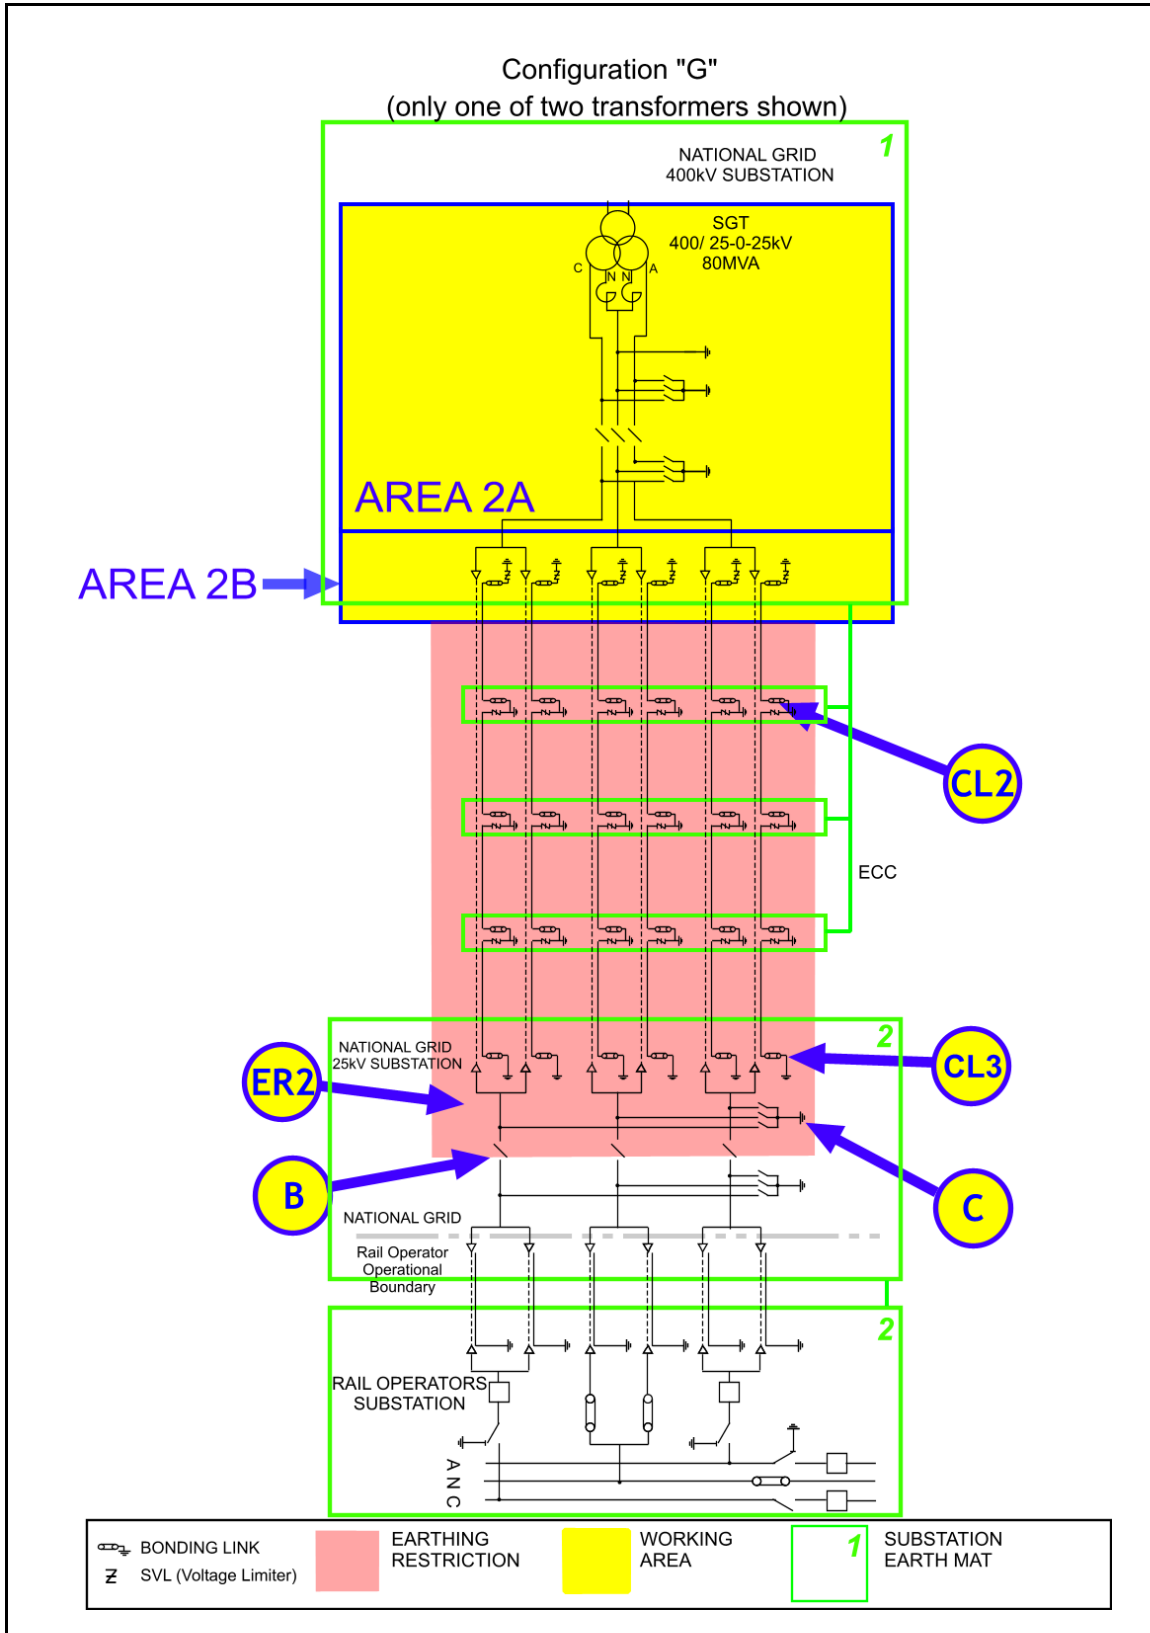 Configuration "G"
(only one of two transformers shown)
1
NATIONAL GRID
400kV SUBSTATION
SGT
400/ 25-0-25kV
80MVA
C
N N
A
AREA 2A
AREA 2B
CL2
ECC
2
NATIONAL GRID
25kV SUBSTATION
ER2
CL3
B
C
NATIONAL GRID
Rail Operator
Operational
Boundary
2
RAIL OPERATORS
SUBSTATION
A
N
C
BONDING LINK
SVL (Voltage Limiter)
EARTHING
RESTRICTION
WORKING
AREA
1
SUBSTATION
EARTH MAT